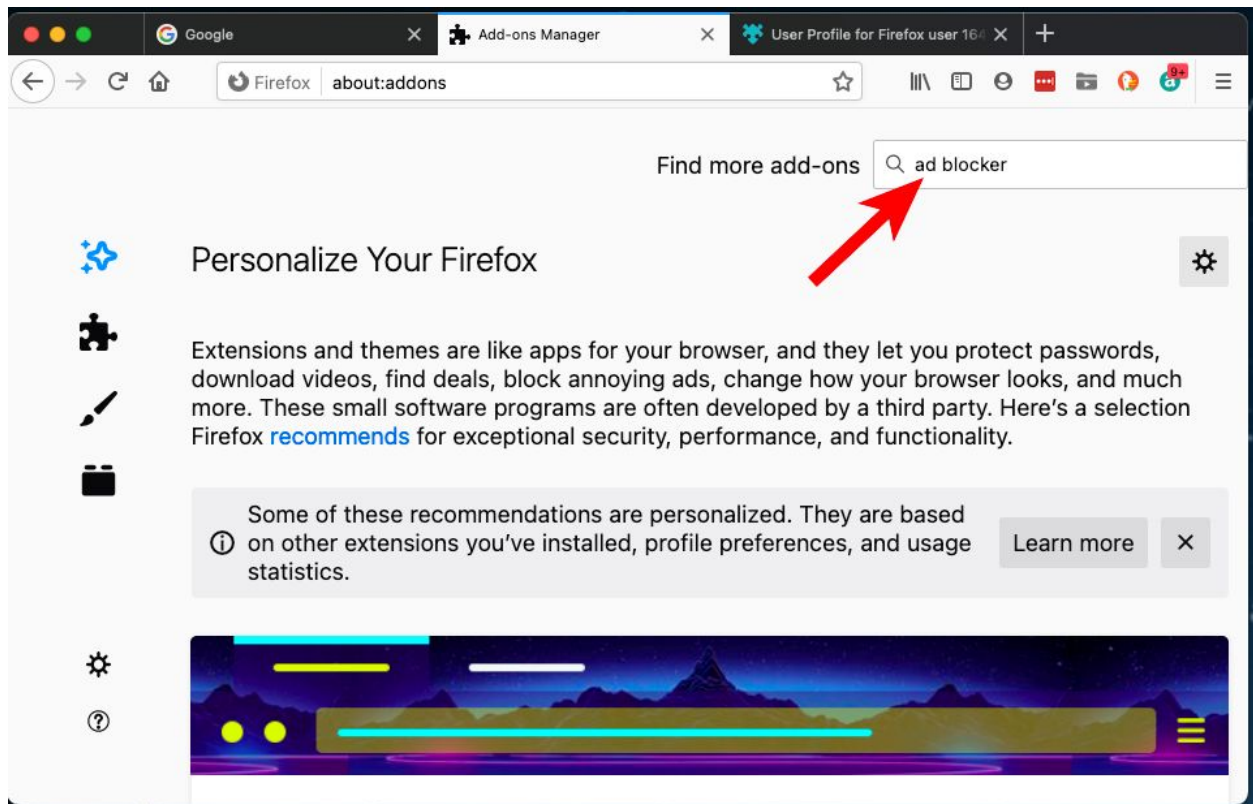 Google
Add-ons Manager
User Profile for Firefox user 164
Firefox about:addons
9+
Find more add-ons ad blocker
Personalize Your Firefox
Extensions and themes are like apps for your browser, and they let you protect passwords,
download videos, find deals, block annoying ads, change how your browser looks, and much
more. These small software programs are often developed by a third party. Here’s a selection
Firefox recommends for exceptional security, performance, and functionality.
Some of these recommendations are personalized. They are based
on other extensions you’ve installed, profile preferences, and usage
statistics.
Learn more